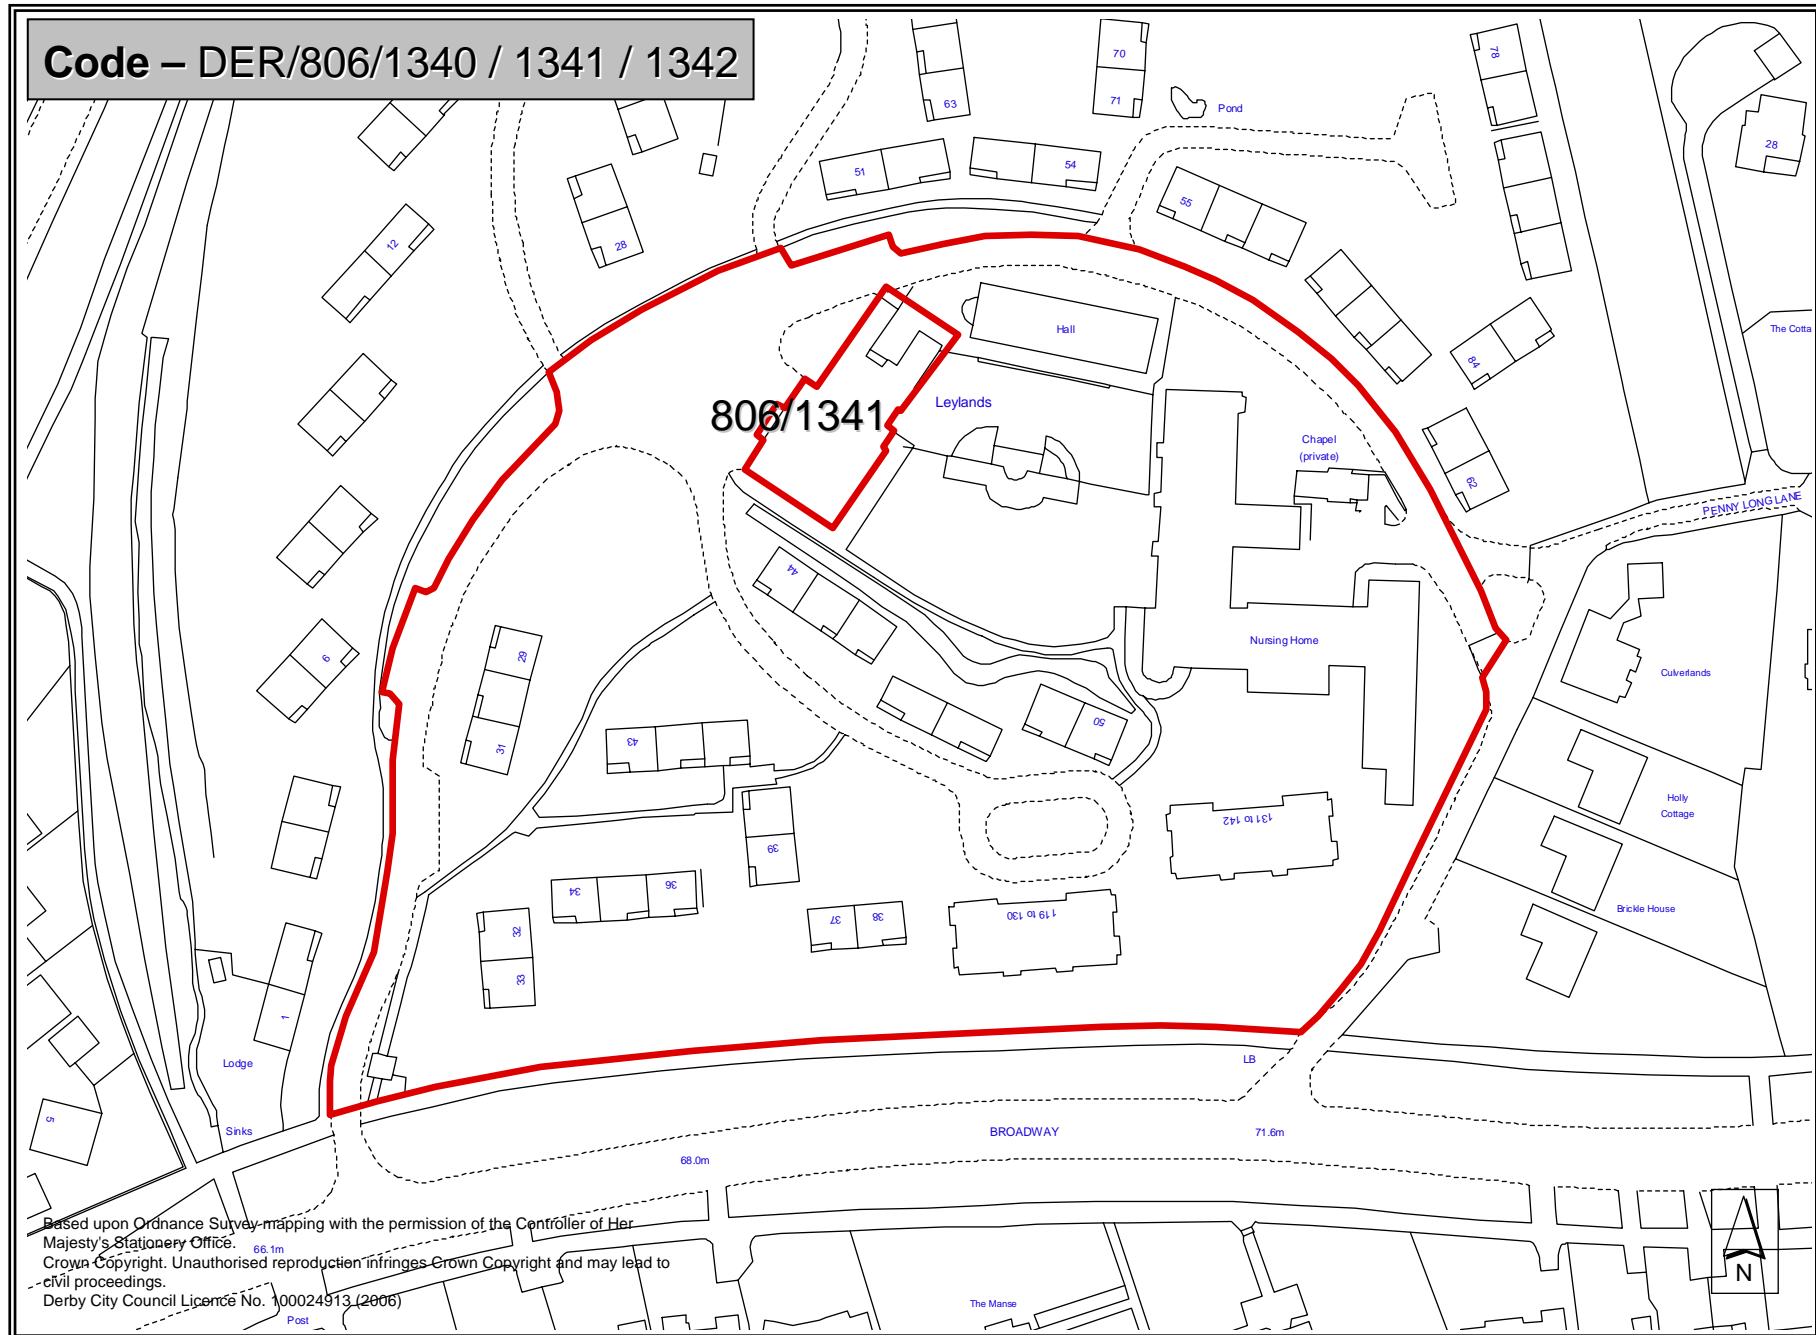 Code – DER/806/1340 / 1341 / 1342
70
78
63
71
Pond
28
51
54
55
12
28
The Cotta
Hall
84
806/1341
Leylands
Chapel
(private)
62
PENNY LONG LANE
44
6
29
Nursing Home
Culverlands
50
31
43
Holly
Cottage
131 to 142
39
34
36
Brickle House
37
38
119 to 130
32
33
1
Lodge
LB
5
Sinks
BROADWAY
71.6m
68.0m
Based upon Ordnance Survey mapping with the permission of the Controller of Her
Majesty's Stationery Office.
66.1m
Crown Copyright. Unauthorised reproduction infringes Crown Copyright and may lead to
civil proceedings.
Derby City Council Licence No. 100024913 (2006)
N
The Manse
Post